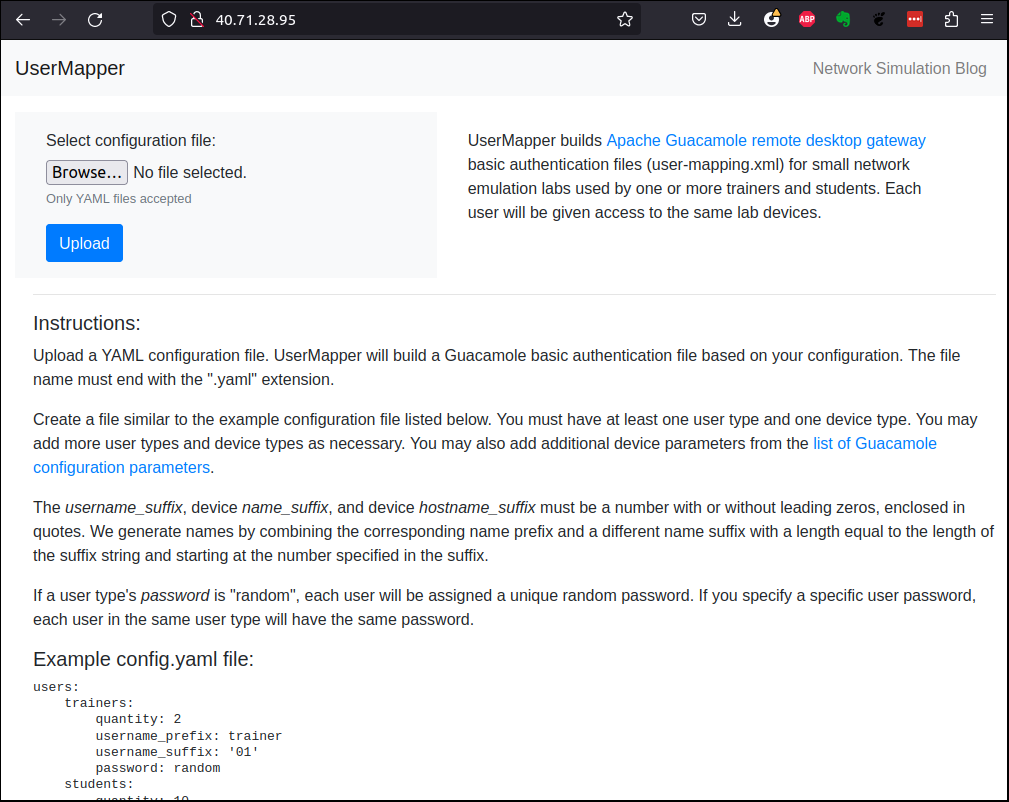 40.71.28.95
ABP
UserMapper
Network Simulation Blog
Select configuration file:
Browse... No file selected.
Only YAML files accepted
Upload
UserMapper builds Apache Guacamole remote desktop gateway
basic authentication files (user-mapping.xml) for small network
emulation labs used by one or more trainers and students. Each
user will be given access to the same lab devices.
Instructions:
Upload a YAML configuration file. UserMapper will build a Guacamole basic authentication file based on your configuration. The file
name must end with the ".yaml" extension.
Create a file similar to the example configuration file listed below. You must have at least one user type and one device type. You may
add more user types and device types as necessary. You may also add additional device parameters from the list of Guacamole
configuration parameters.
The username_suffix, device name_suffix, and device hostname_suffix must be a number with or without leading zeros, enclosed in
quotes. We generate names by combining the corresponding name prefix and a different name suffix with a length equal to the length of
the suffix string and starting at the number specified in the suffix.
If a user type's password is "random", each user will be assigned a unique random password. If you specify a specific user password,
each user in the same user type will have the same password.
Example config.yaml file:
users:
    trainers:
        quantity: 2
        username_prefix: trainer
        username_suffix: '01'
        password: random
    students:
        quantity: 10